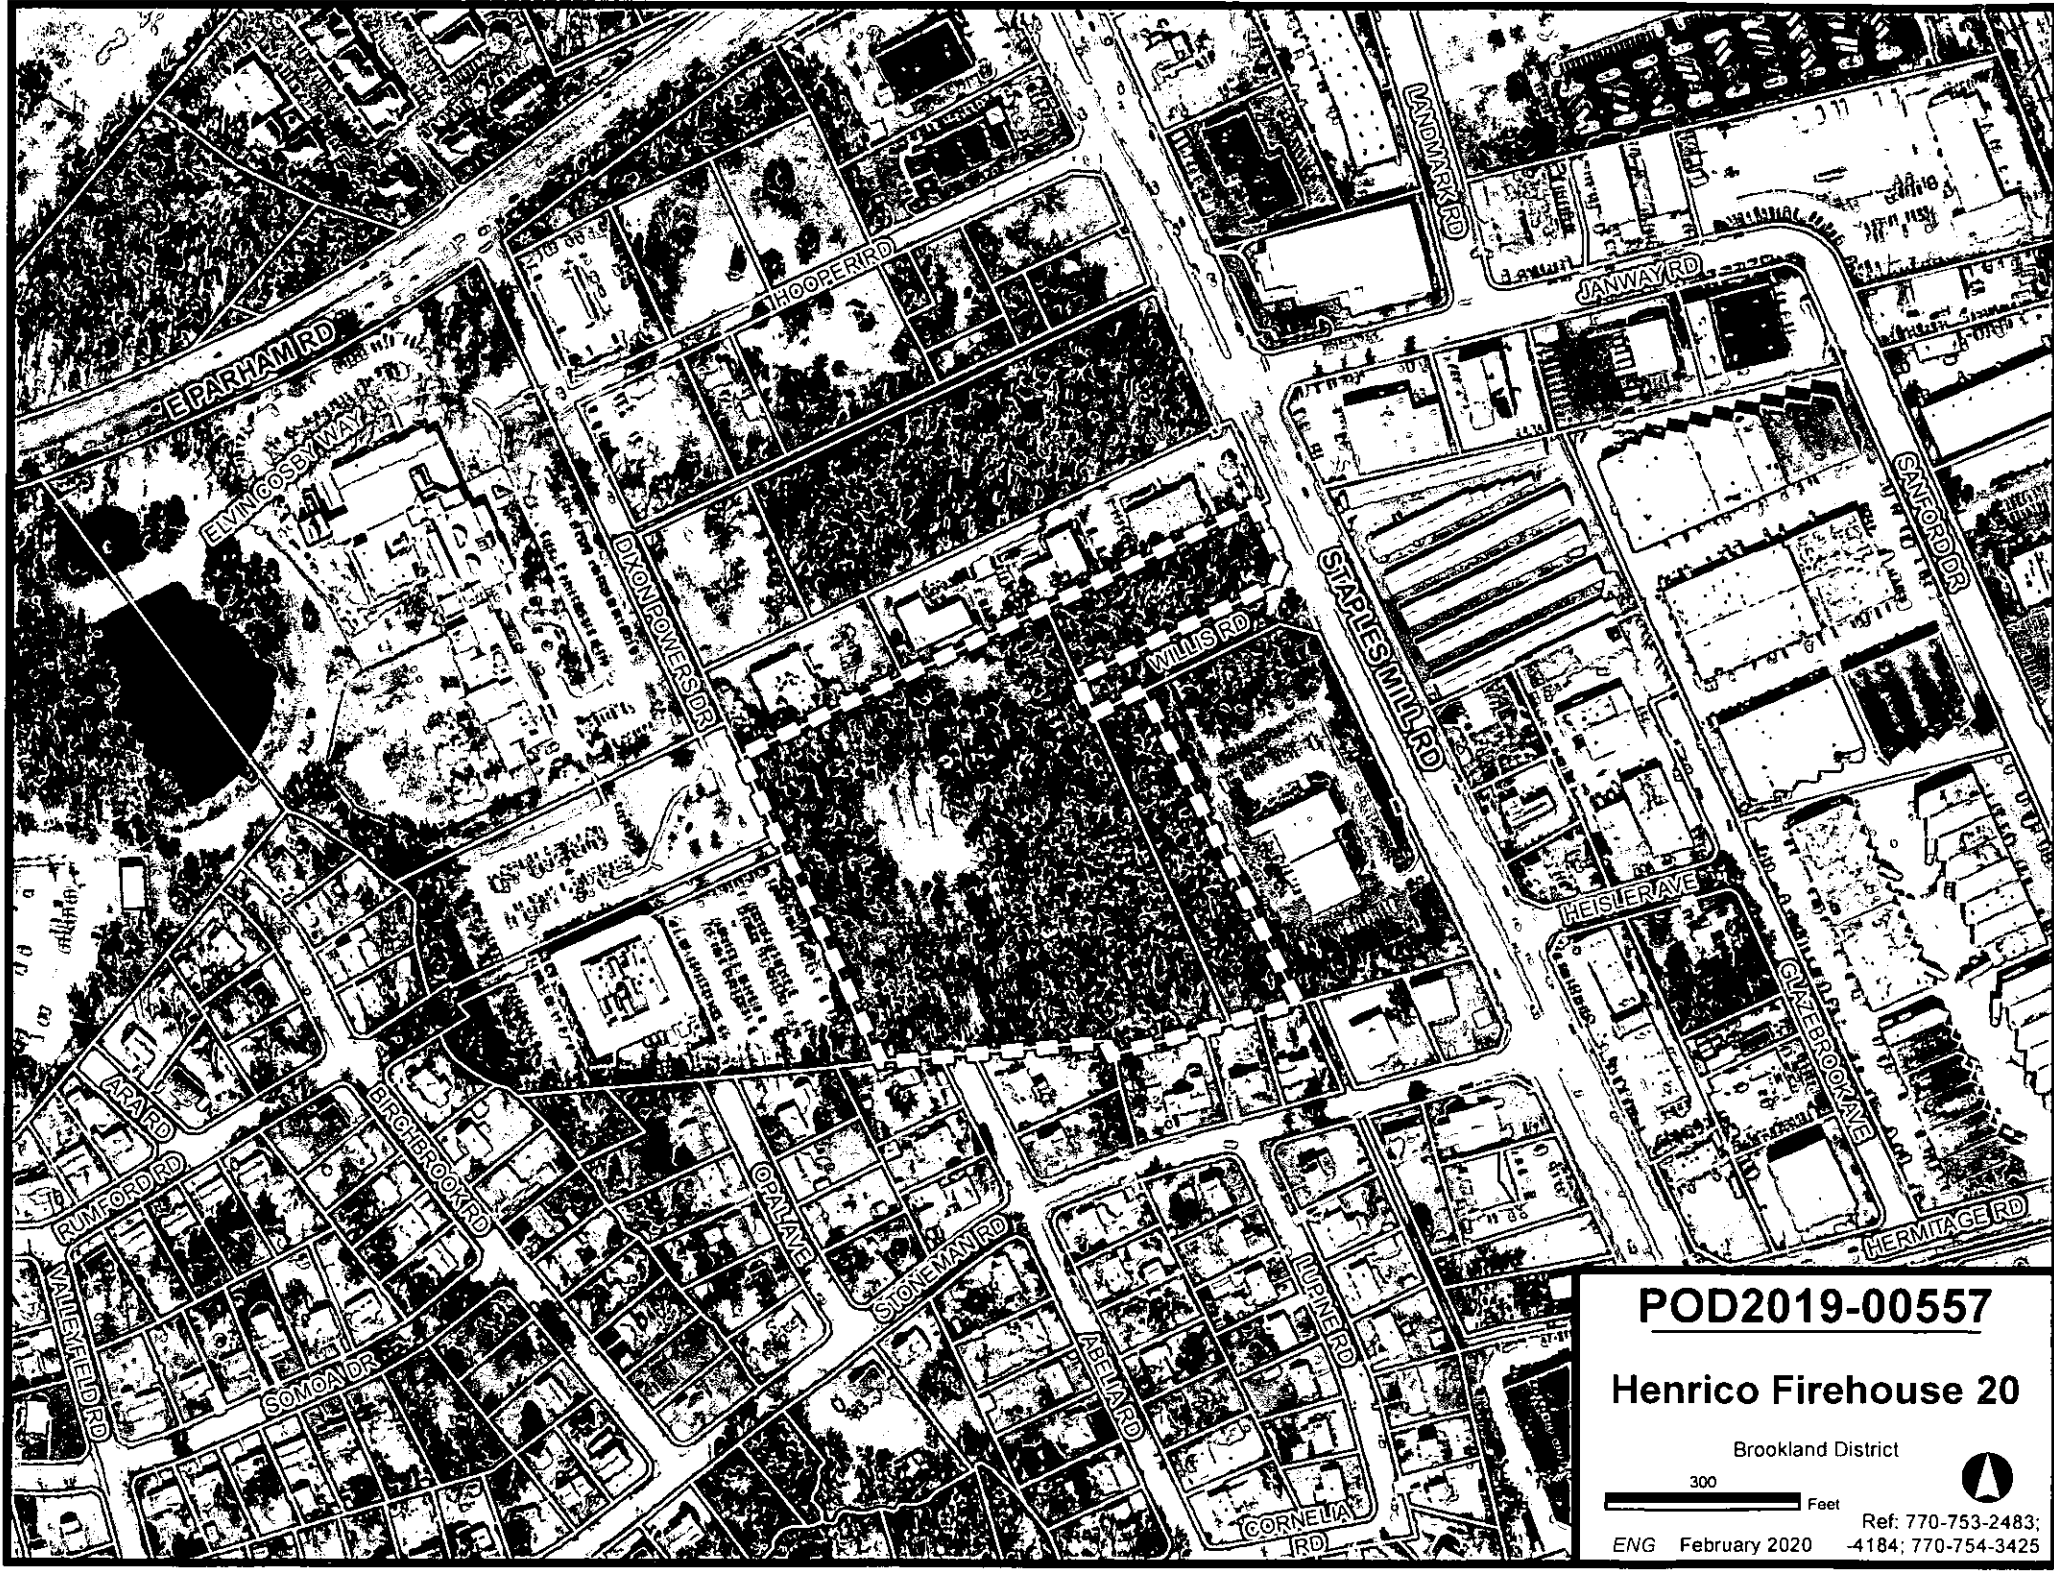 LANDMARK RD
HOOPER RD
JANWAY RD
E PARHAM RD
ELVIN COSBY WAY
SANFORD DR
DIXON POWERS DR
STAPLES MILL RD
WILLIS RD
HEISLER AVE
GLAZEBROOK AVE
ARA RD
BIRCHBROOK RD
RUMFORD RD
OPAL AVE
STONEMAN RD
HERMITAGE RD
VALLEYFIELD RD
LUPINE RD
ABELIA RD
SOMOA DR
CORNELIA
RD
POD2019-00557
Henrico Firehouse 20
Brookland District
300
Feet
Ref: 770-753-2483;
ENG February 2020 -4184; 770-754-3425